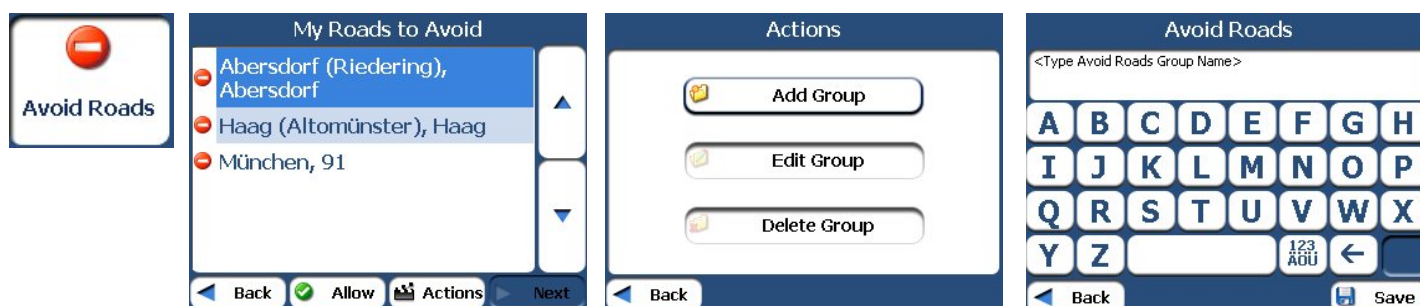 Avoid Roads
My Roads to Avoid
Abersdorf (Riedering),
Abersdorf
Haag (Altomünster), Haag
München, 91
Back
Allow
Actions
Next
Actions
Add Group
Edit Group
Delete Group
Back
Avoid Roads
<Type Avoid Roads Group Name>
A B C D E F G H
I J K L M N O P
Q R S T U V W X
Y Z 123 ÄÖÜ
Back
Save